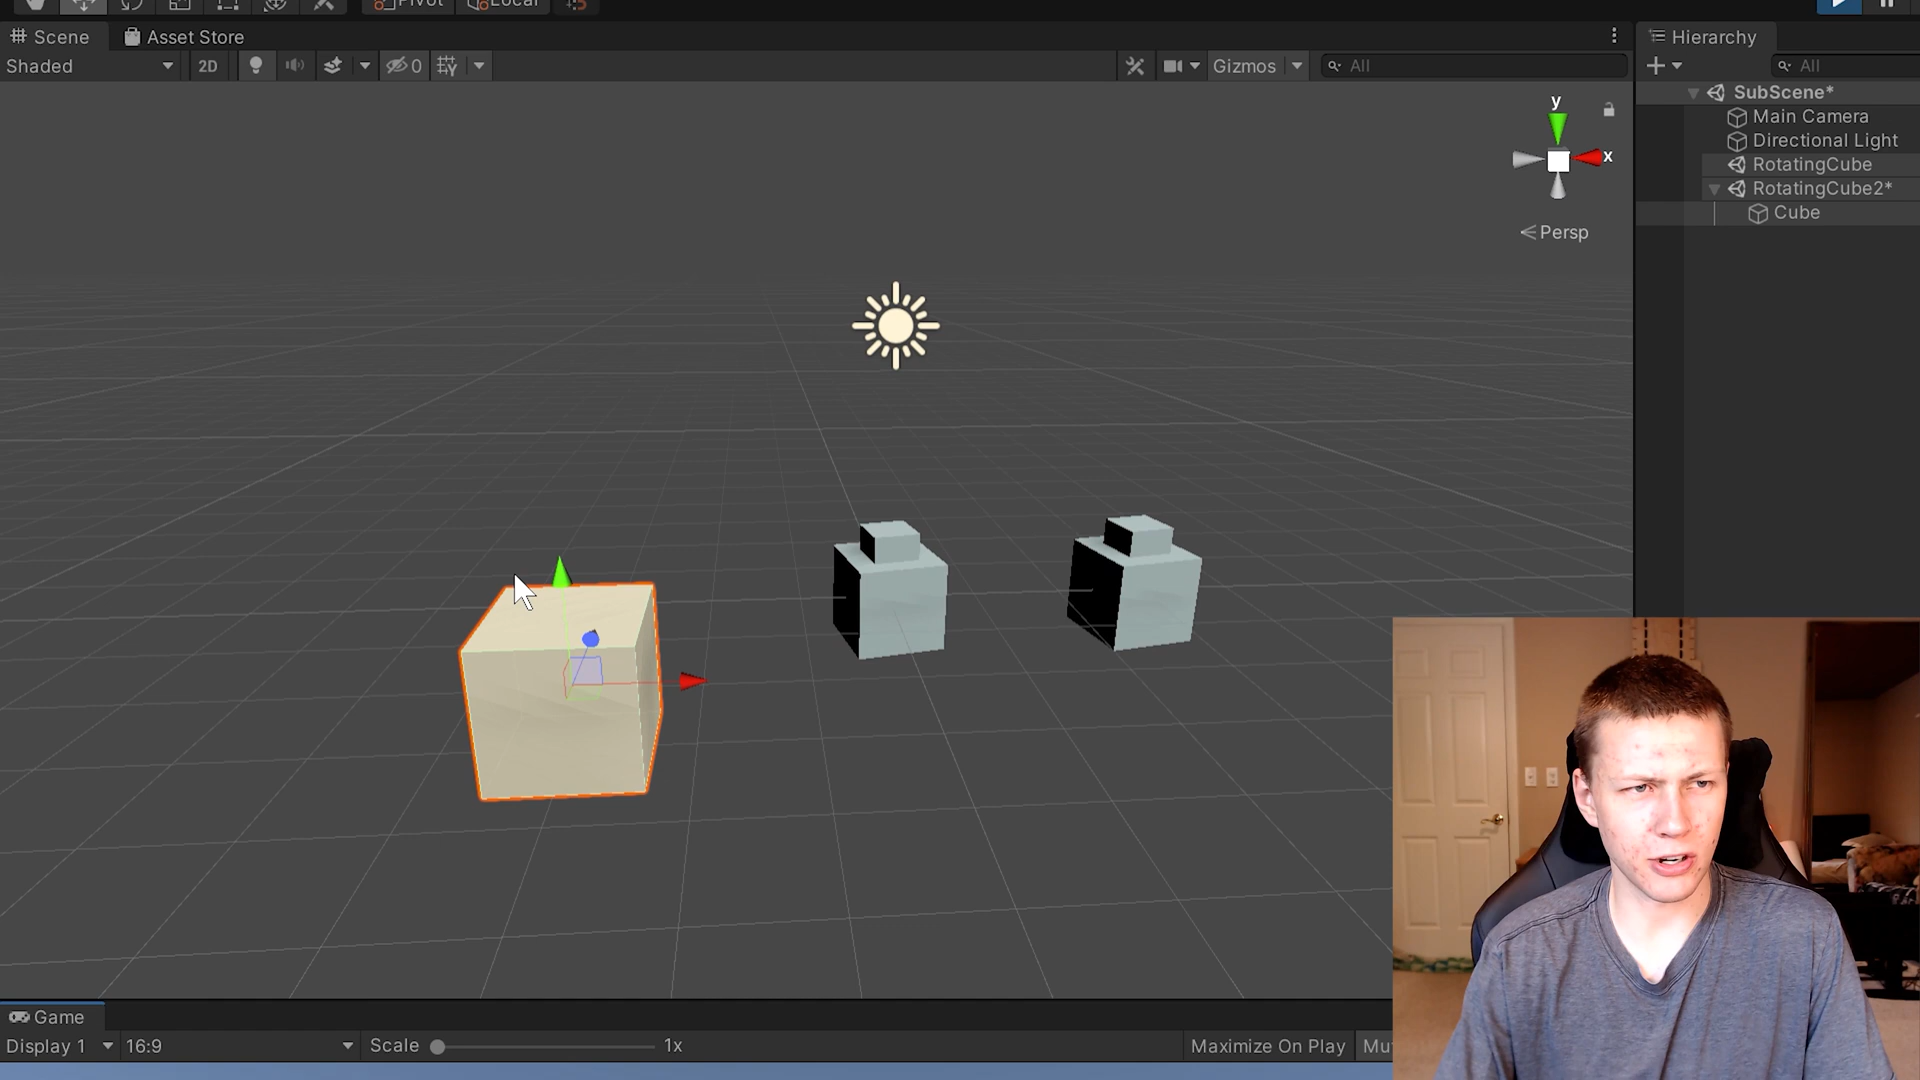 Pivot Local
Scene Asset Store Hierarchy
Shaded 2D 0 Gizmos All All
SubScene*
Main Camera
Directional Light
RotatingCube
RotatingCube2*
Cube
y
x
Persp
Game
Display 1 16:9 Scale 1x Maximize On Play Mu